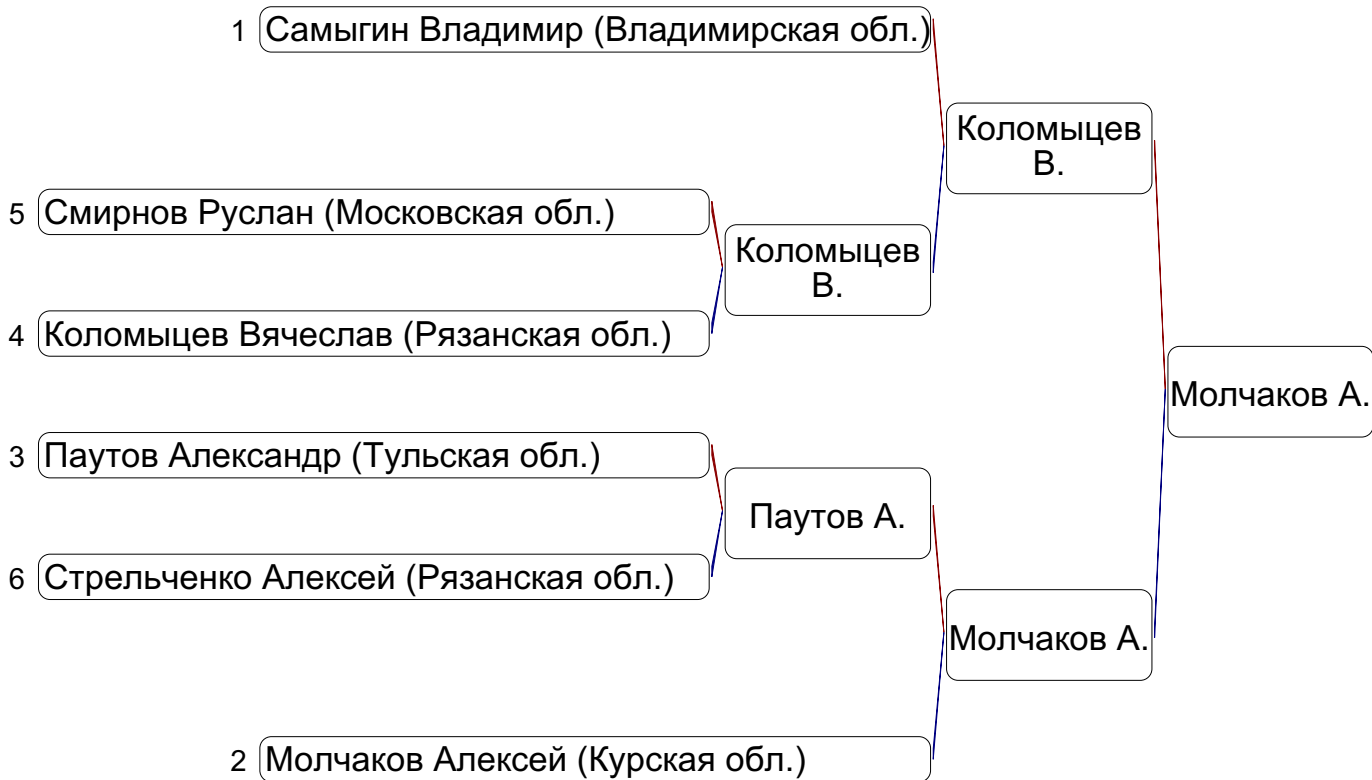 1 Самыгин Владимир (Владимирская обл.)
Коломыцев
В.
5 Смирнов Руслан (Московская обл.)
Коломыцев
В.
4 Коломыцев Вячеслав (Рязанская обл.)
Молчаков А.
3 Паутов Александр (Тульская обл.)
Паутов А.
6 Стрельченко Алексей (Рязанская обл.)
Молчаков А.
2 Молчаков Алексей (Курская обл.)